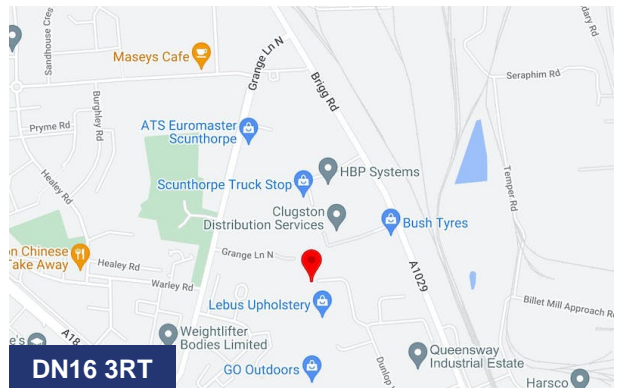 Sandhouse Cres
Maseys Cafe
Grange Ln N
Brigg Rd
Seraphim Rd
Burghley Rd
Pryme Rd
ATS Euromaster
Scunthorpe
HBP Systems
Scunthorpe Truck Stop
Temper Rd
Healey Rd
Clugston
Distribution Services
Bush Tyres
on Chinese
Take Away
Healey Rd
Grange Ln N
A1029
Warley Rd
Lebus Upholstery
Billet Mill Approach R
A18
Weightlifter
Bodies Limited
Queensway
Industrial Estate
Dunlop
GO Outdoors
Harsco
DN16 3RT